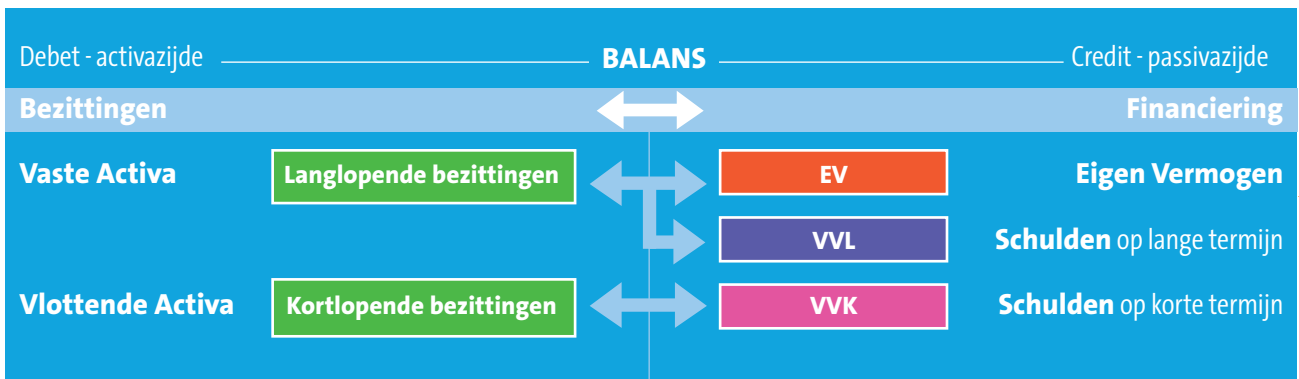 Debet - activazijde BALANS Credit - passivazijde
Bezittingen Financiering
Vaste Activa Langlopende bezittingen EV Eigen Vermogen
VVL Schulden op lange termijn
Vlottende Activa Kortlopende bezittingen VVK Schulden op korte termijn